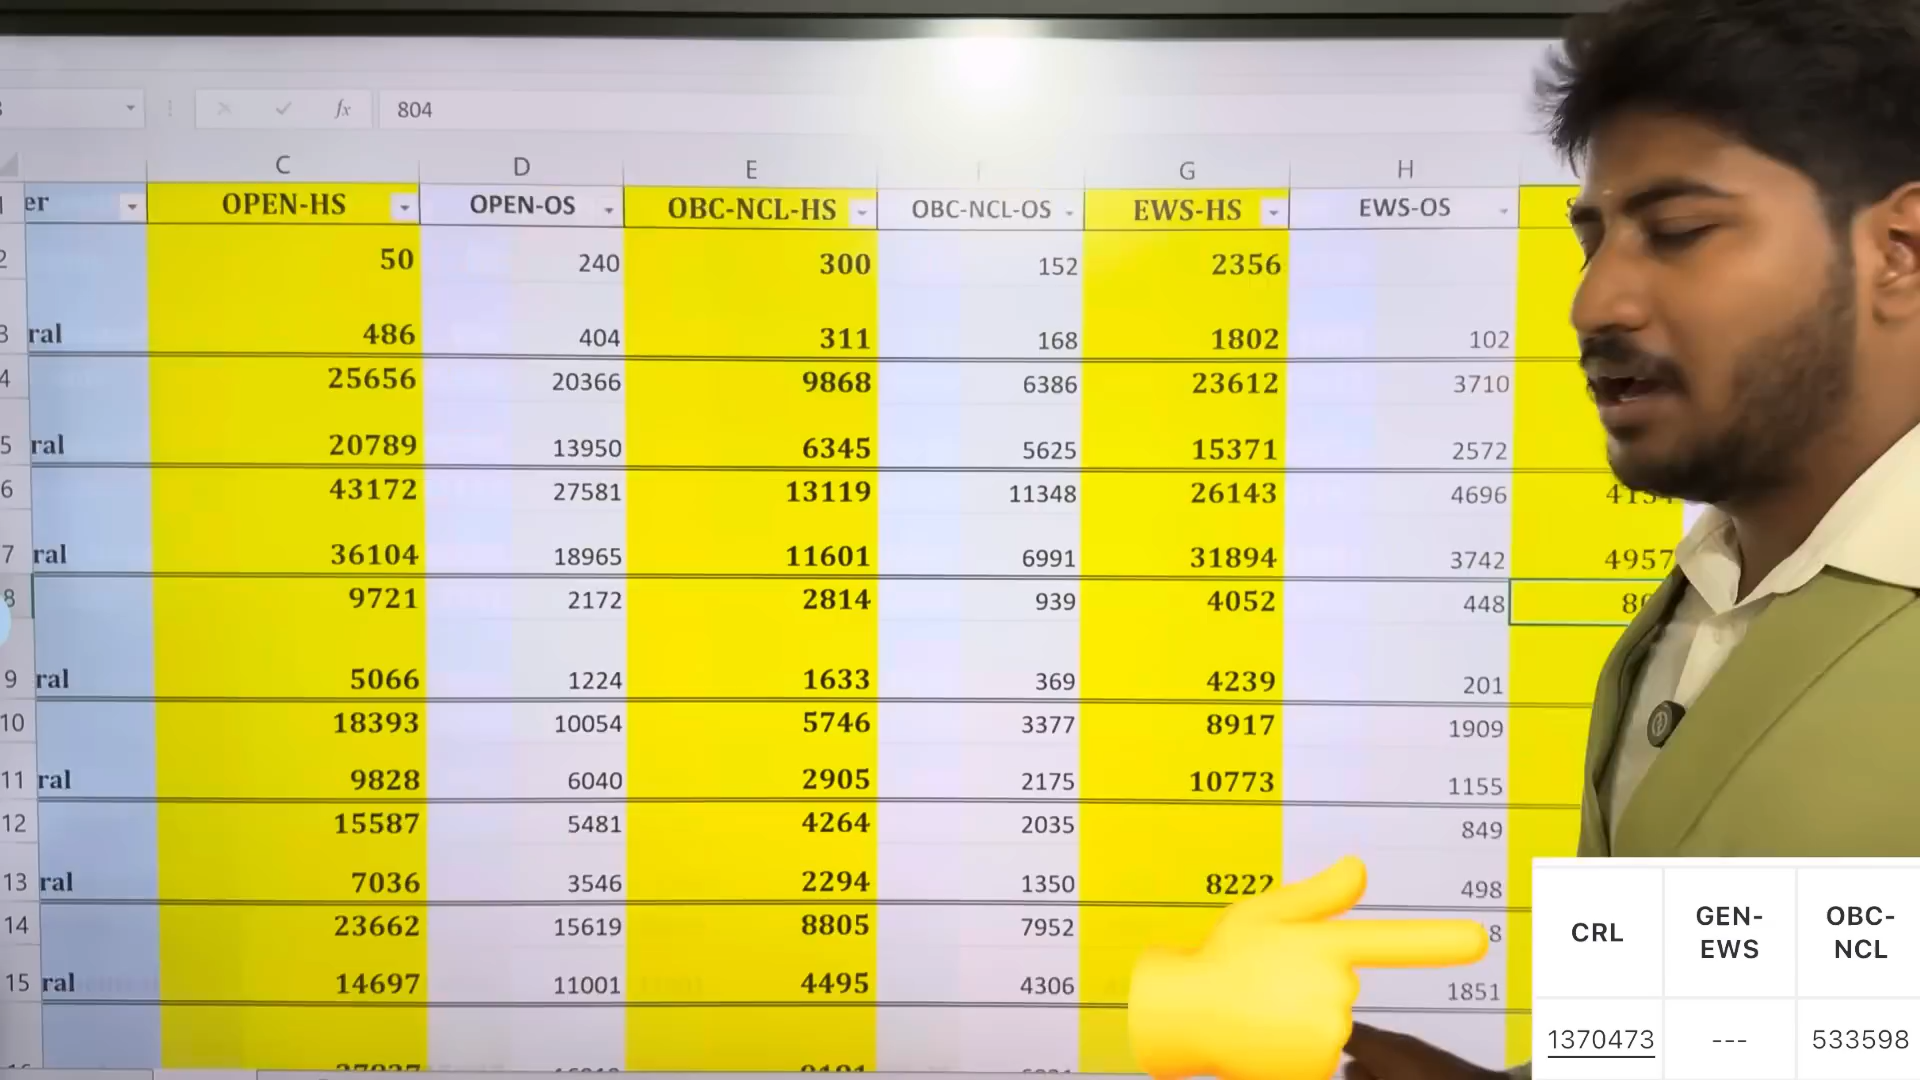 fx 804
C D E G H
er OPEN-HS OPEN-OS OBC-NCL-HS OBC-NCL-OS EWS-HS EWS-OS
2 50 240 300 152 2356
3 ral 486 404 311 168 1802 102
4 25656 20366 9868 6386 23612 3710
5 ral 20789 13950 6345 5625 15371 2572
6 43172 27581 13119 11348 26143 4696
7 ral 36104 18965 11601 6991 31894 3742 4957
8 9721 2172 2814 939 4052 448
9 ral 5066 1224 1633 369 4239 201
10 18393 10054 5746 3377 8917 1909
11 ral 9828 6040 2905 2175 10773 1155
12 15587 5481 4264 2035 849
13 ral 7036 3546 2294 1350 8222 498
14 23662 15619 8805 7952
15 ral 14697 11001 4495 4306 1851
CRL GEN-EWS OBC-NCL
1370473 --- 533598